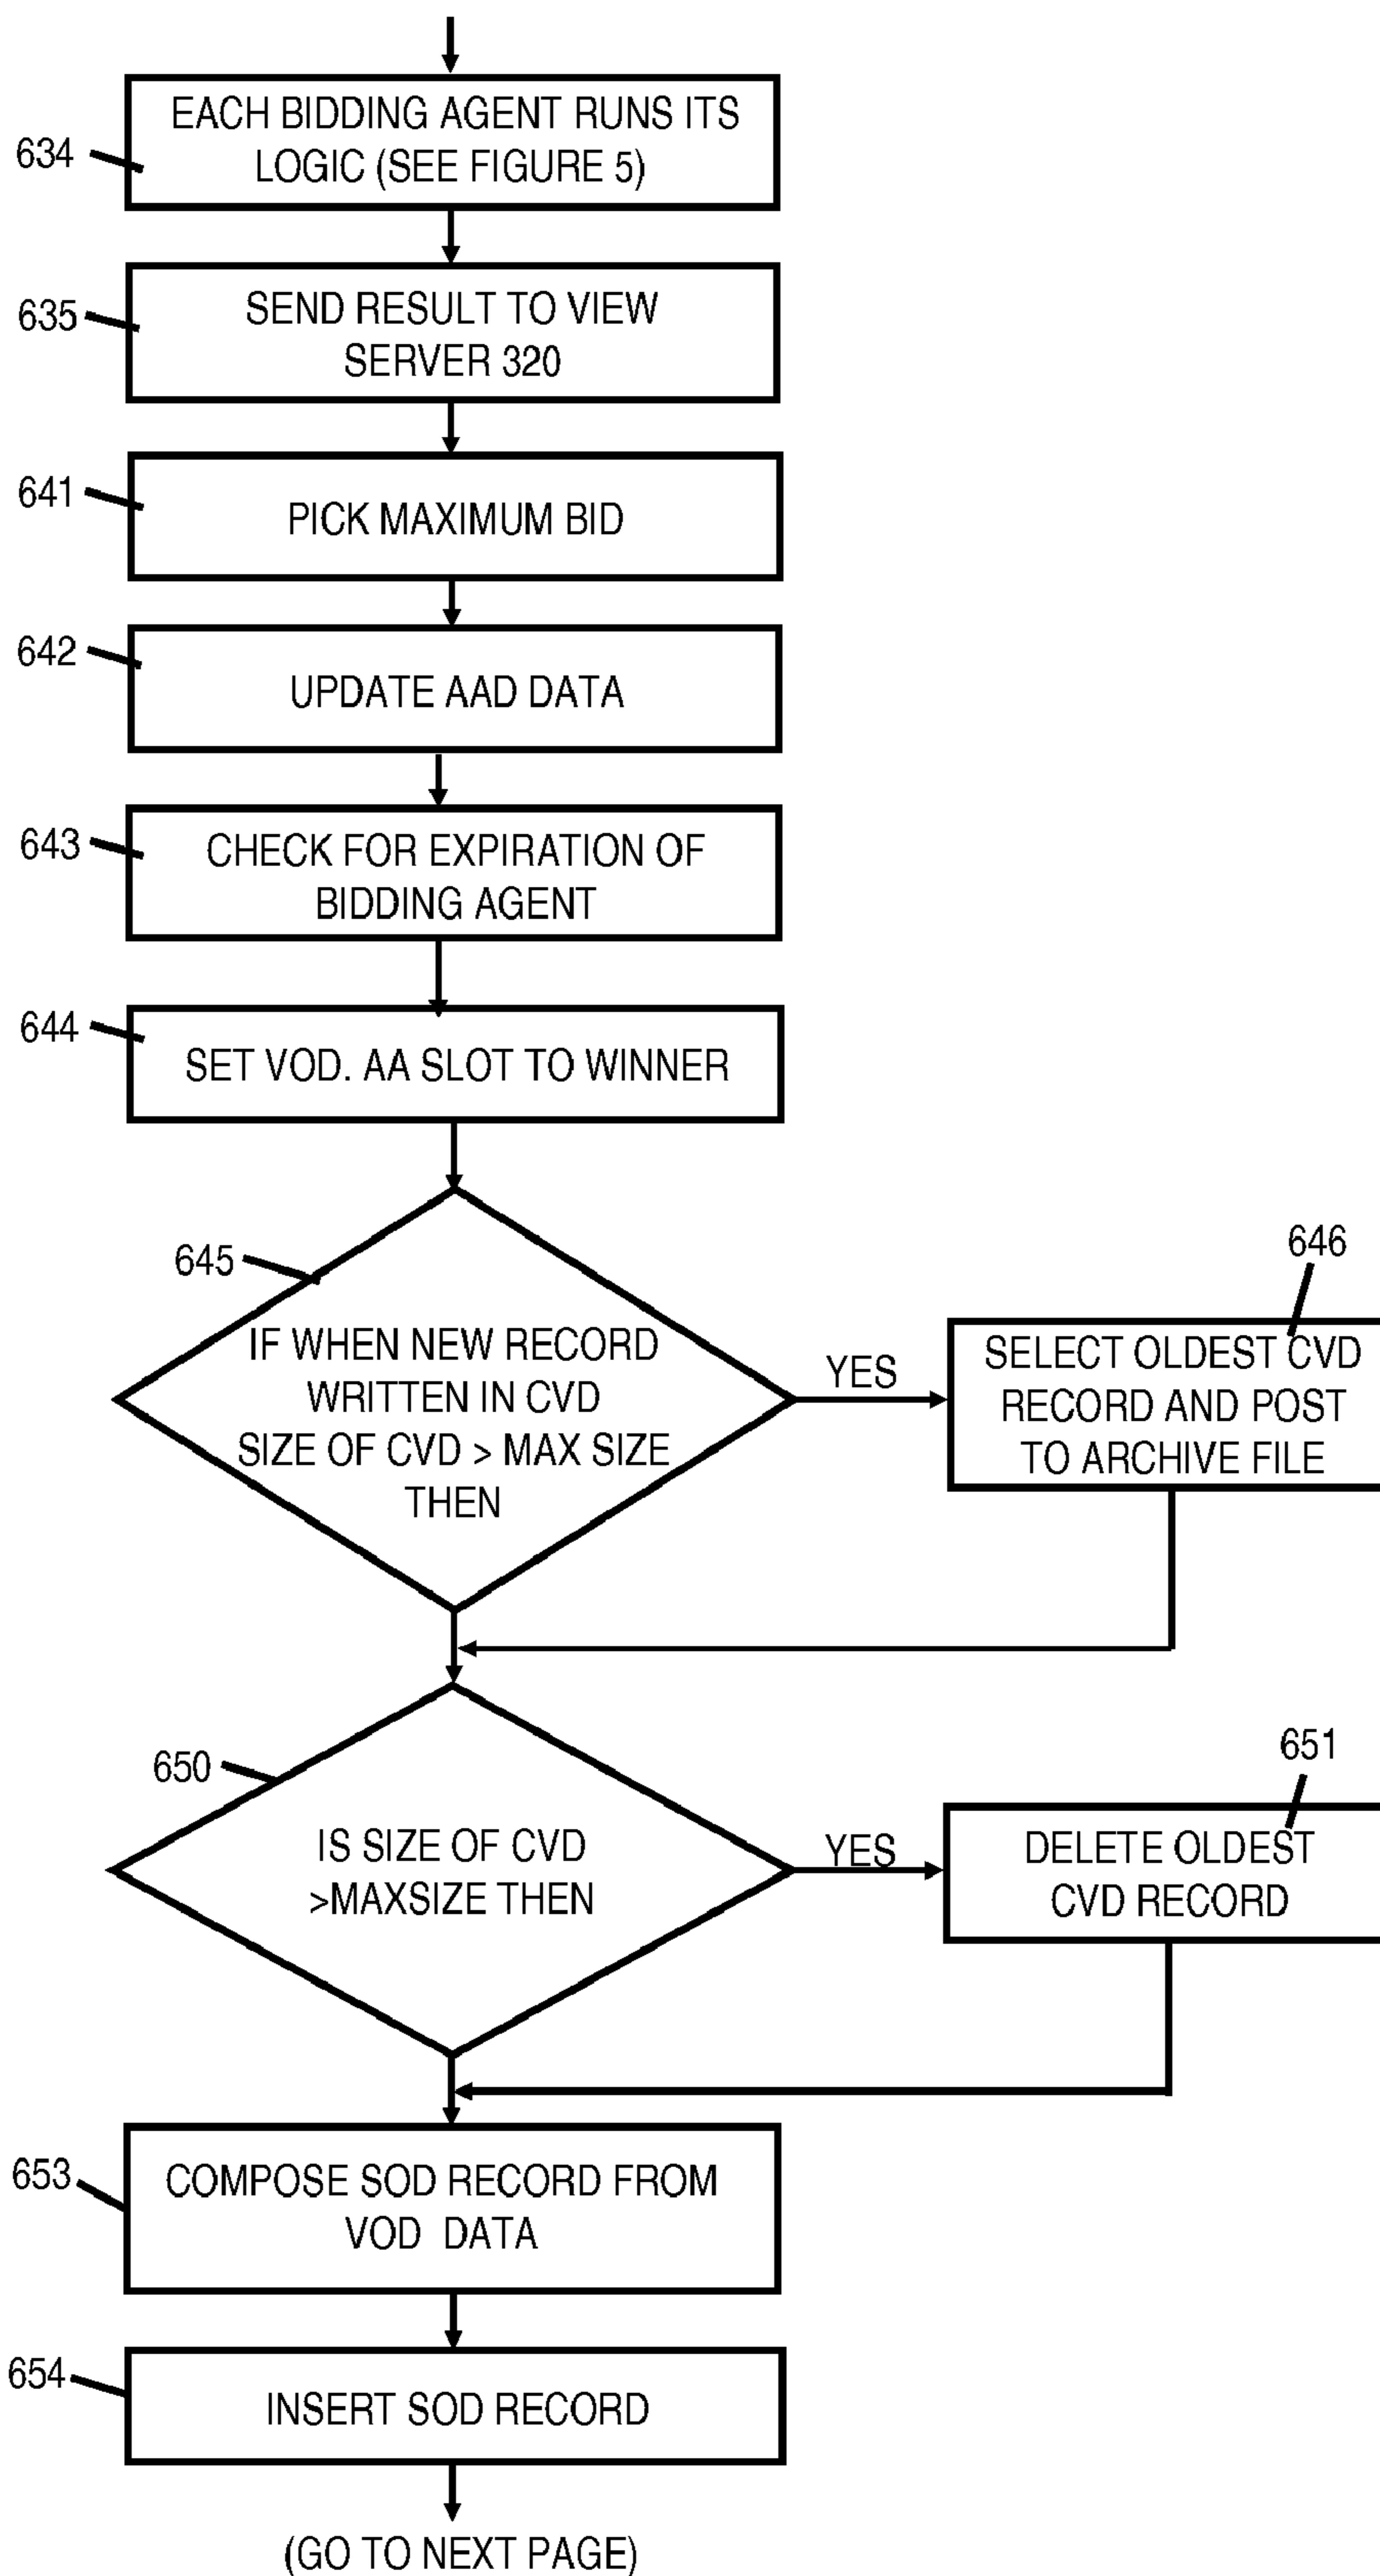 634
EACH BIDDING AGENT RUNS ITS
LOGIC (SEE FIGURE 5)
635
SEND RESULT TO VIEW
SERVER 320
641
PICK MAXIMUM BID
642
UPDATE AAD DATA
643
CHECK FOR EXPIRATION OF
BIDDING AGENT
644
SET VOD. AA SLOT TO WINNER
645
IF WHEN NEW RECORD
WRITTEN IN CVD
SIZE OF CVD > MAX SIZE
THEN
YES
646
SELECT OLDEST CVD
RECORD AND POST
TO ARCHIVE FILE
650
IS SIZE OF CVD
>MAXSIZE THEN
YES
651
DELETE OLDEST
CVD RECORD
653
COMPOSE SOD RECORD FROM
VOD DATA
654
INSERT SOD RECORD
(GO TO NEXT PAGE)